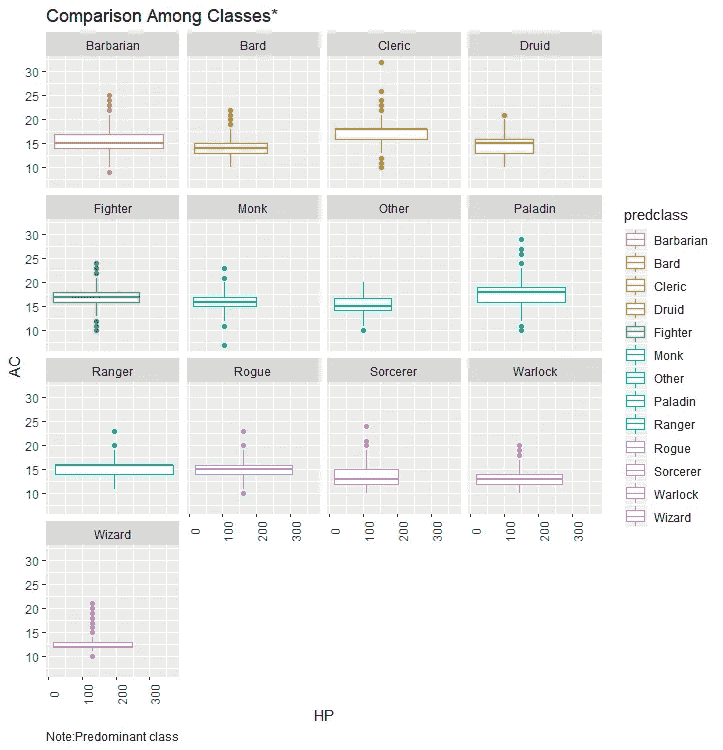 Comparison Among Classes*
Barbarian Bard Cleric Druid
30
25
20
15
10
Fighter Monk Other Paladin
30
25
20
15
10
Ranger Rogue Sorcerer Warlock
30
25
20
15
10
0 100 200 300 0 100 200 300 0 100 200 300
Wizard
30
25
20
15
10
0 100 200 300
AC
HP
Note:Predominant class
predclass
Barbarian
Bard
Cleric
Druid
Fighter
Monk
Other
Paladin
Ranger
Rogue
Sorcerer
Warlock
Wizard